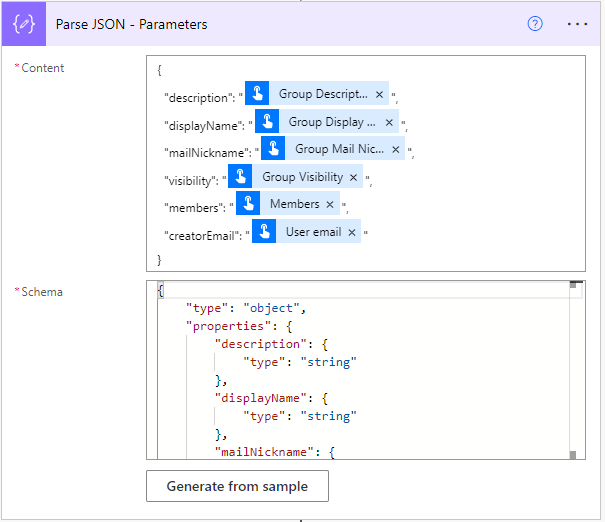 Parse JSON - Parameters
* Content
{
"description": " Group Descript... × ",
"displayName": " Group Display ... × ",
"mailNickname": " Group Mail Nic... × ",
"visibility": " Group Visibility × ",
"members": " Members × ",
"creatorEmail": " User email × "
}
* Schema
{
"type": "object",
"properties": {
"description": {
"type": "string"
},
"displayName": {
"type": "string"
},
"mailNickname": {
Generate from sample